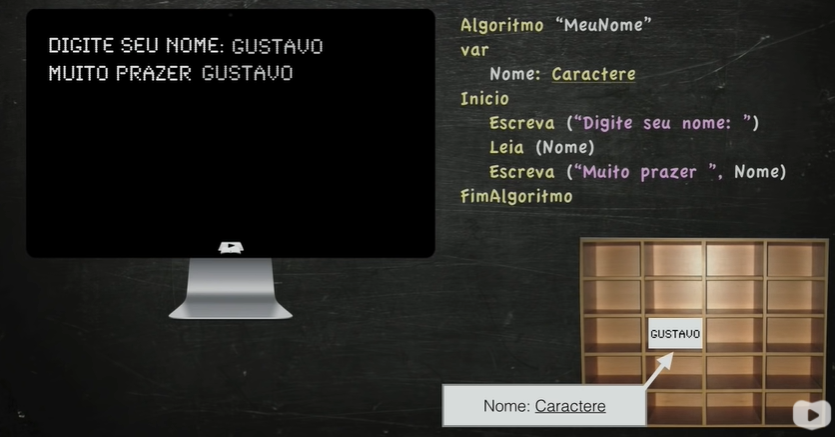 DIGITE SEU NOME: GUSTAVO
MUITO PRAZER GUSTAVO
Algoritmo “MeuNome”
var
Nome: Caractere
Inicio
Escreva (“Digite seu nome: ”)
Leia (Nome)
Escreva (“Muito prazer ”, Nome)
FimAlgoritmo
GUSTAVO
Nome: Caractere